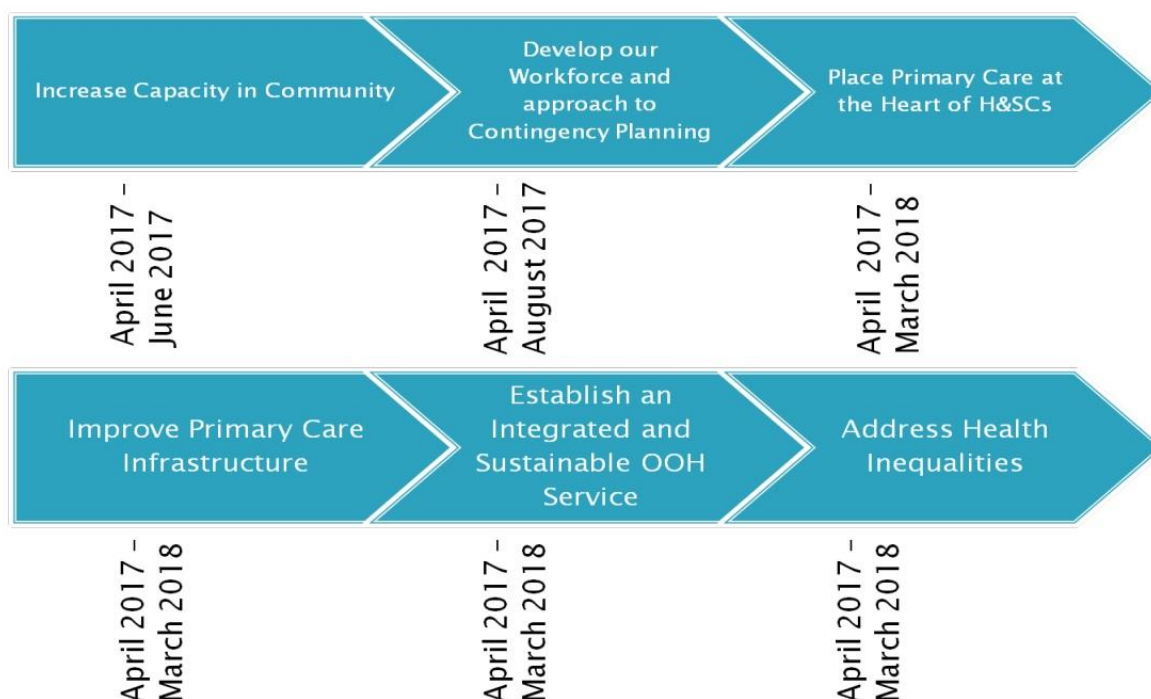 Increase Capacity in Community
Develop our
Workforce and
approach to
Contingency Planning
Place Primary Care at
the Heart of H&SCs
April 2017 –
June 2017
April  2017 –
August 2017
April  2017 –
March 2018
Improve Primary Care
Infrastructure
Establish an
Integrated and
Sustainable OOH
Service
Address Health
Inequalities
April 2017 –
March 2018
April 2017 –
March 2018
April 2017 –
March 2018